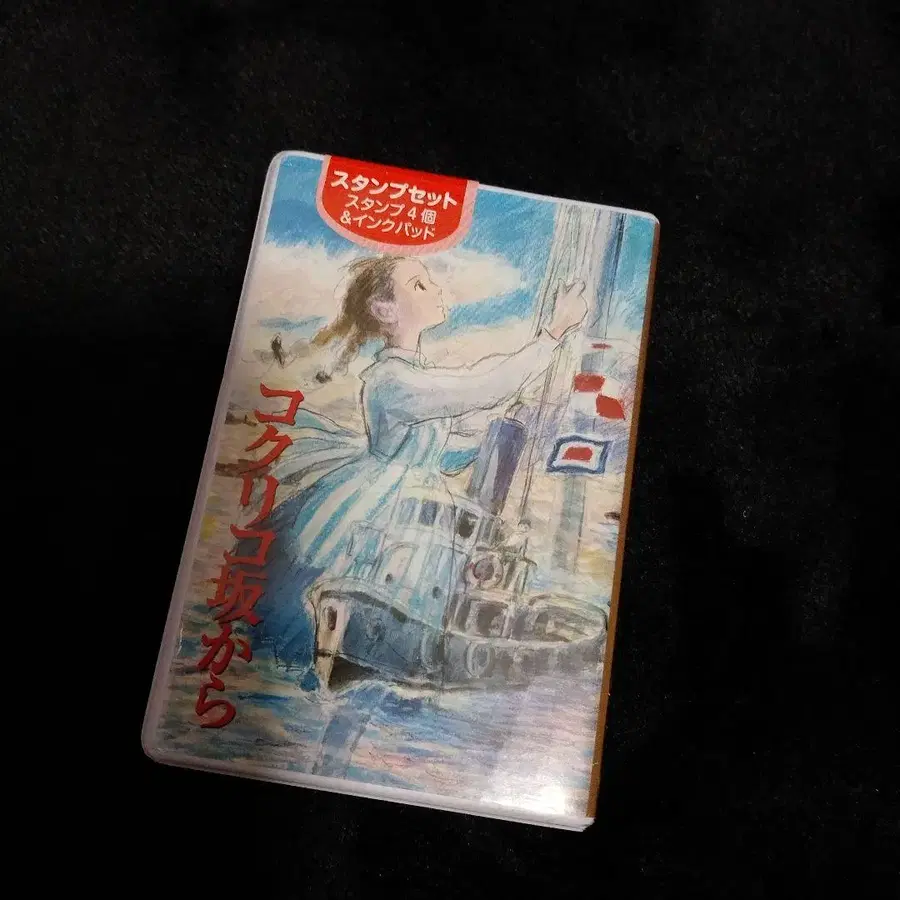 スタンプセット
スタンプ4個
&インクパッド
コクリコ坂から